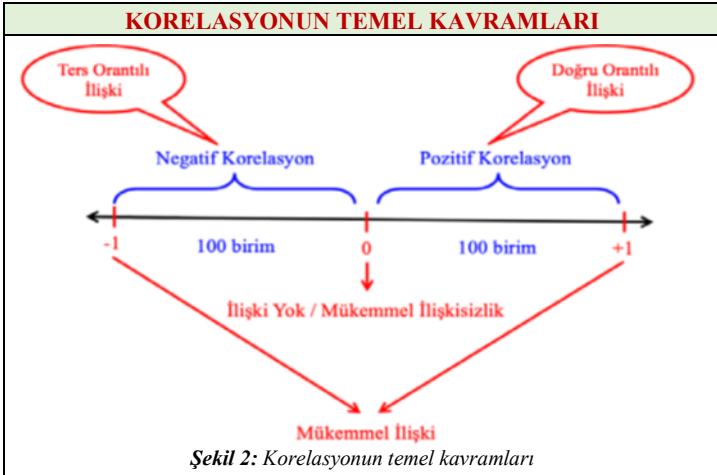 KORELASYONUN TEMEL KAVRAMLARI
Ters Orantılı
İlişki
Doğru Orantılı
İlişki
Negatif Korelasyon
Pozitif Korelasyon
-1
100 birim
0
100 birim
+1
İlişki Yok / Mükemmel İlişkisizlik
Mükemmel İlişki
Şekil 2: Korelasyonun temel kavramları